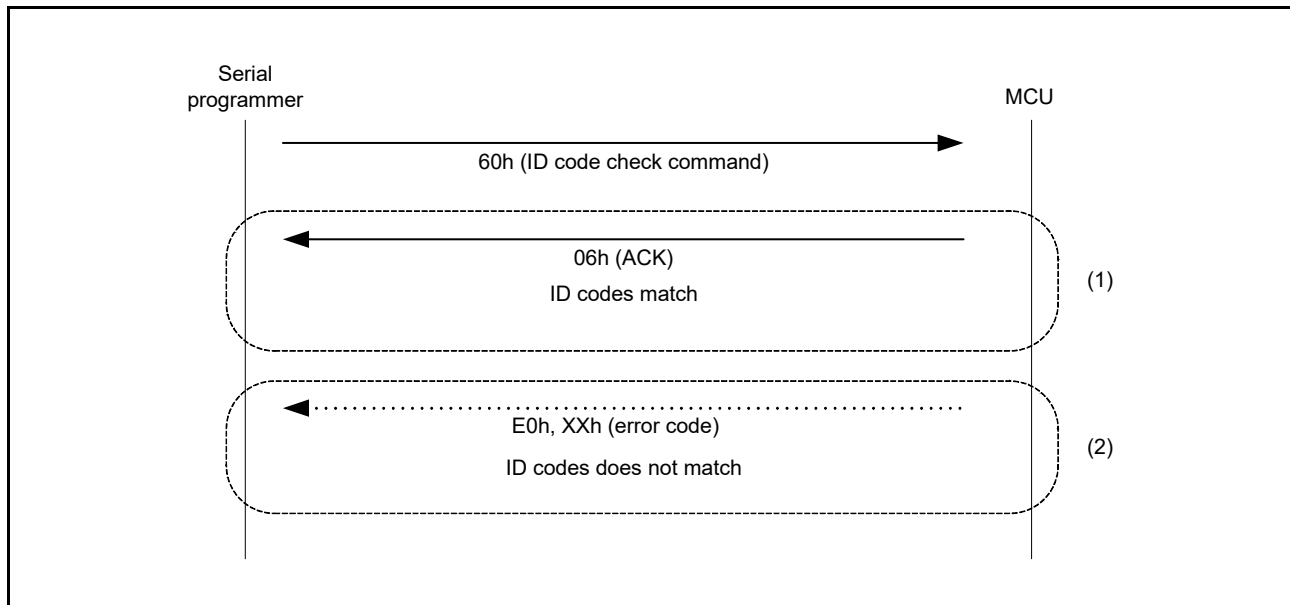 Serial
programmer
MCU
60h (ID code check command)
06h (ACK)
ID codes match
(1)
E0h, XXh (error code)
ID codes does not match
(2)